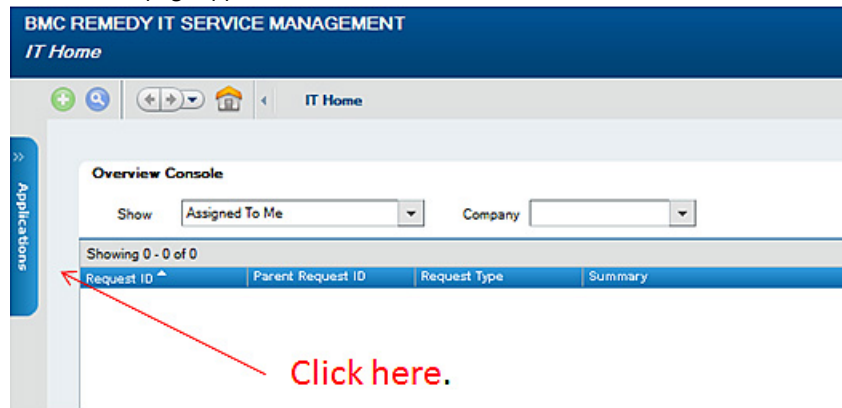 BMC REMEDY IT SERVICE MANAGEMENT
IT Home
IT Home
Applications
Overview Console
Show Assigned To Me Company
Showing 0 - 0 of 0
Request ID Parent Request ID Request Type Summary
Click here.